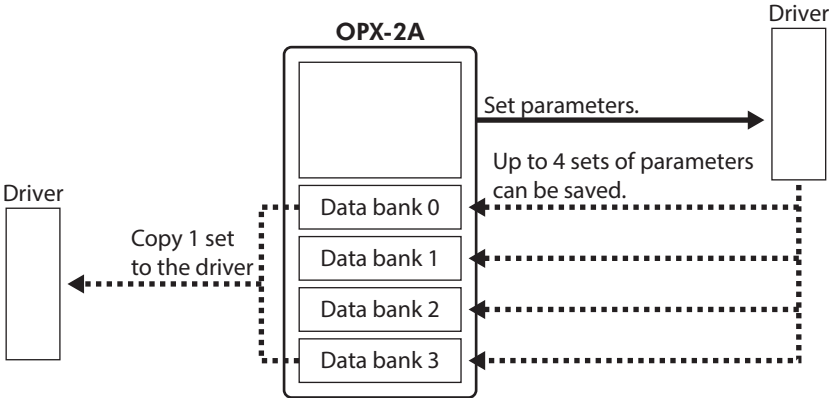 Driver
OPX-2A
Set parameters.
Up to 4 sets of parameters
can be saved.
Driver
Copy 1 set
to the driver
Data bank 0
Data bank 1
Data bank 2
Data bank 3